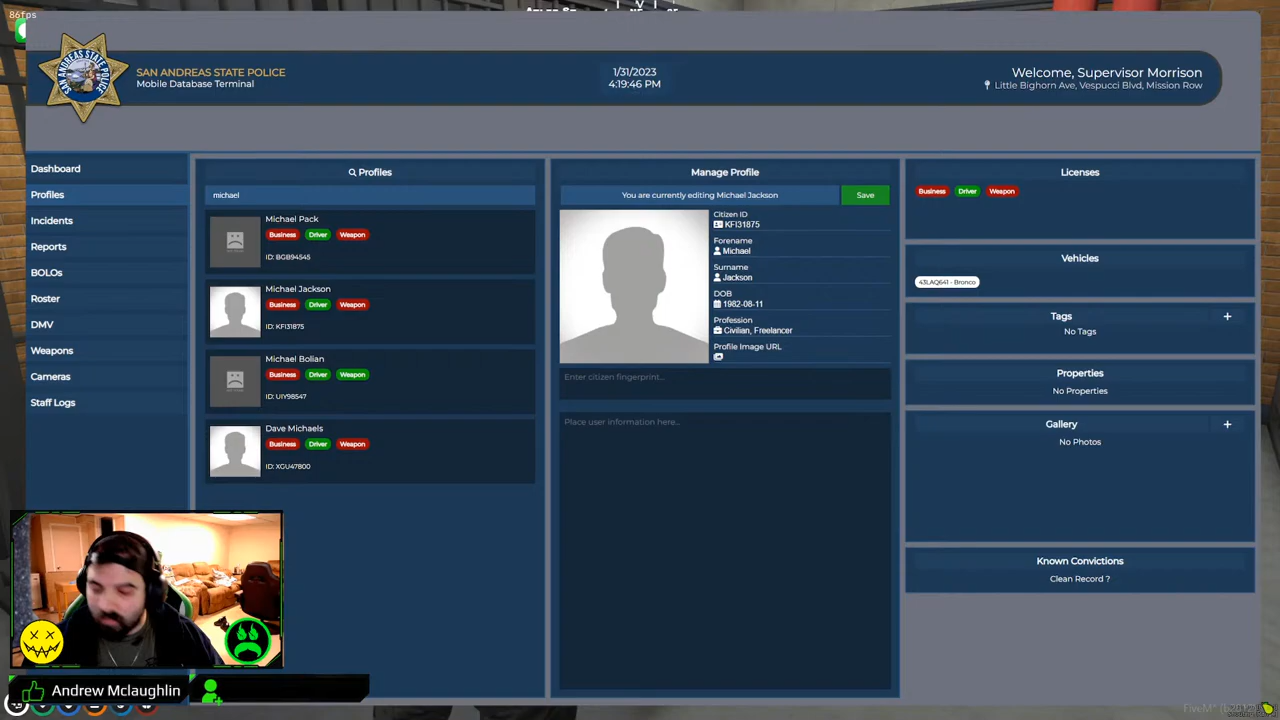 86fps
SAN ANDREAS STATE POLICE
Mobile Database Terminal
1/31/2023
4:19:46 PM
Welcome, Supervisor Morrison
Little Bighorn Ave, Vespucci Blvd, Mission Row
Dashboard
Profiles
Incidents
Reports
BOLOs
Roster
DMV
Weapons
Cameras
Staff Logs
Profiles
michael
Michael Pack
Business Driver Weapon
ID: BGB94545
Michael Jackson
Business Driver Weapon
ID: KFI31875
Michael Bolian
Business Driver Weapon
ID: UIY98547
Dave Michaels
Business Driver Weapon
ID: XGU47800
Manage Profile
You are currently editing Michael Jackson
Save
Citizen ID
KFI31875
Forename
Michael
Surname
Jackson
DOB
1982-08-11
Profession
Civilian, Freelancer
Profile Image URL
Enter citizen fingerprint...
Place user information here...
Licenses
Business Driver Weapon
Vehicles
43LAQ641 - Bronco
Tags
No Tags
Properties
No Properties
Gallery
No Photos
Known Convictions
Clean Record ?
Andrew Mclaughlin